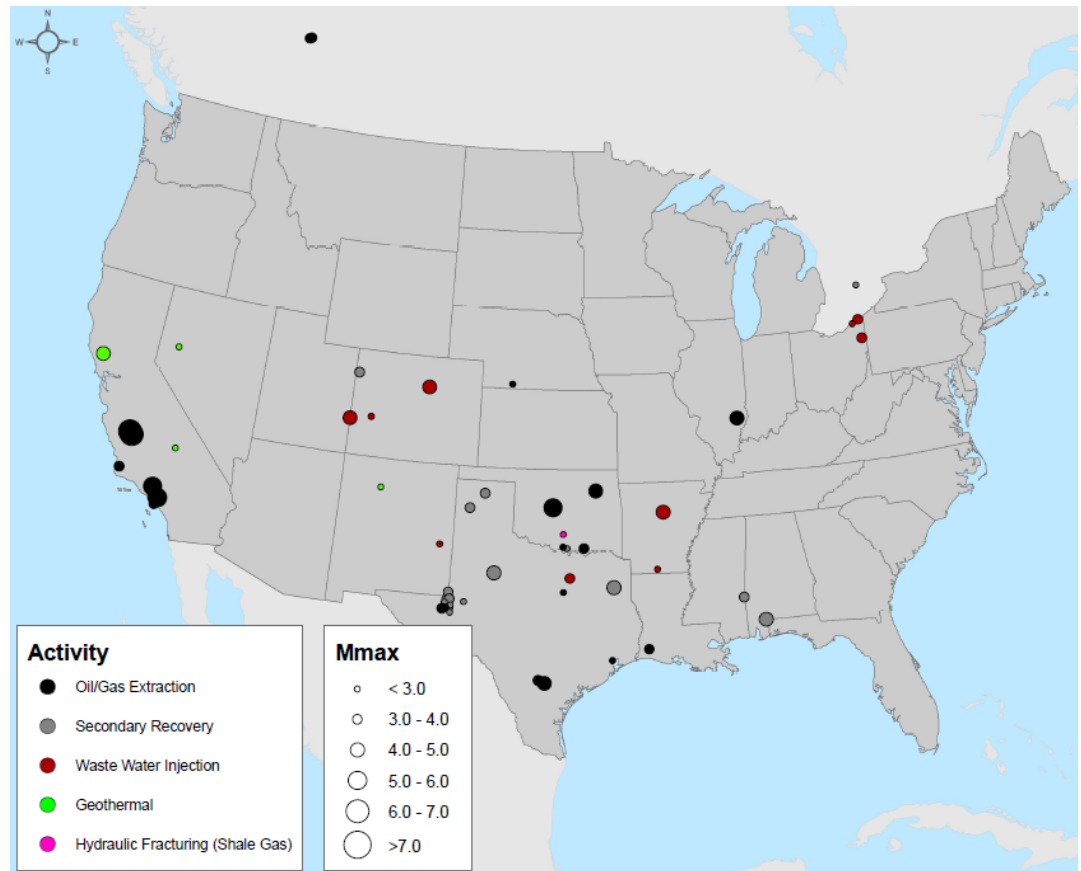 N
W
E
S
Activity
Oil/Gas Extraction
Secondary Recovery
Waste Water Injection
Geothermal
Hydraulic Fracturing (Shale Gas)
Mmax
< 3.0
3.0 - 4.0
4.0 - 5.0
5.0 - 6.0
6.0 - 7.0
>7.0